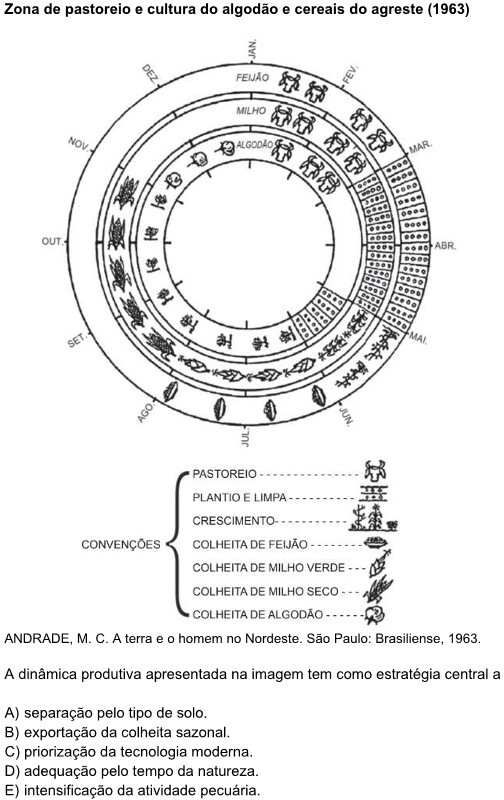 Zona de pastoreio e cultura do algodão e cereais do agreste (1963)
JAN.
FEV.
MAR.
ABR.
MAI.
JUN.
JUL.
AGO.
SET.
OUT.
NOV.
DEZ.
FEIJÃO
MILHO
ALGODÃO
CONVENÇÕES
PASTOREIO
PLANTIO E LIMPA
CRESCIMENTO
COLHEITA DE FEIJÃO
COLHEITA DE MILHO VERDE
COLHEITA DE MILHO SECO
COLHEITA DE ALGODÃO
ANDRADE, M. C. A terra e o homem no Nordeste. São Paulo: Brasiliense, 1963.
A dinâmica produtiva apresentada na imagem tem como estratégia central a
A) separação pelo tipo de solo.
B) exportação da colheita sazonal.
C) priorização da tecnologia moderna.
D) adequação pelo tempo da natureza.
E) intensificação da atividade pecuária.